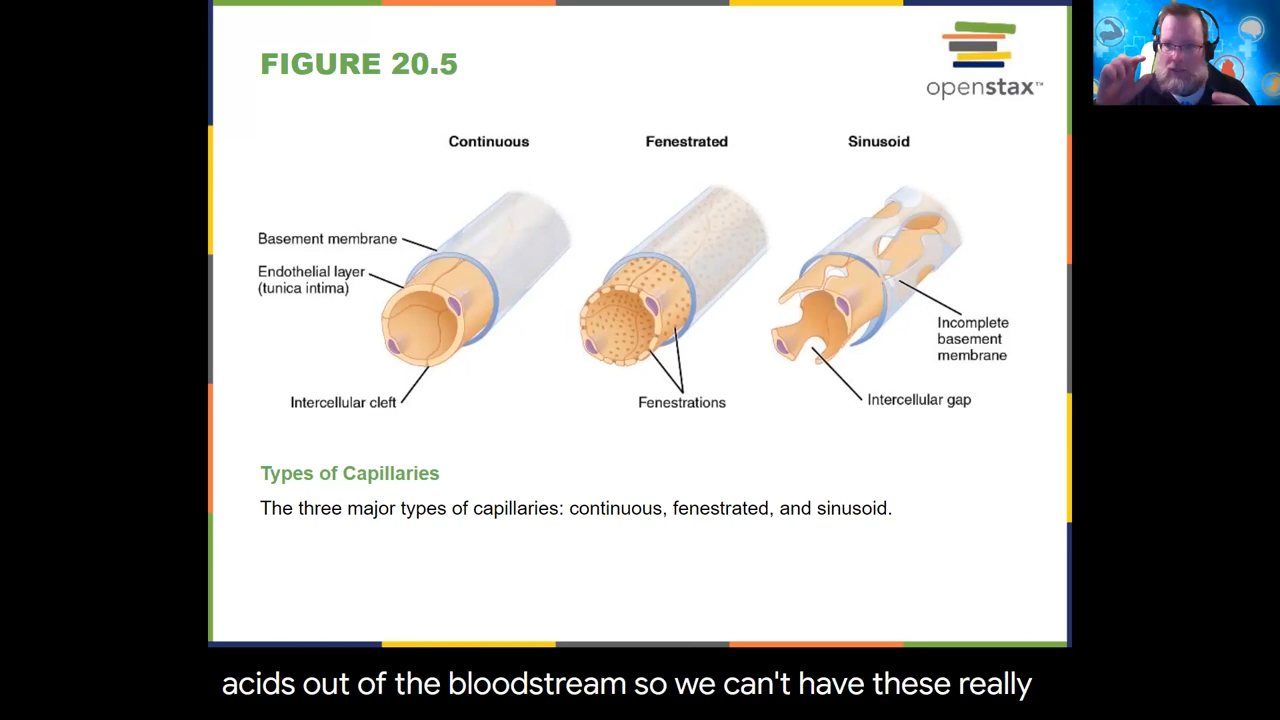 FIGURE 20.5
openstax™
Continuous
Fenestrated
Sinusoid
Basement membrane
Endothelial layer
(tunica intima)
Intercellular cleft
Fenestrations
Incomplete
basement
membrane
Intercellular gap
Types of Capillaries
The three major types of capillaries: continuous, fenestrated, and sinusoid.
acids out of the bloodstream so we can't have these really